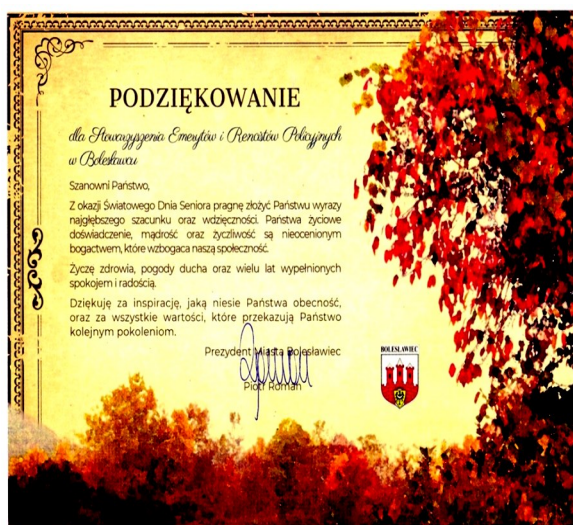 PODZIĘKOWANIE
dla Stowarzyszenia Emerytów i Rencistów Policyjnych
w Bolesławcu
Szanowni Państwo,
Z okazji Światowego Dnia Seniora pragnę złożyć Państwu wyrazy
najgłębszego szacunku oraz wdzięczności. Państwa życiowe
doświadczenie, mądrość oraz życzliwość są nieocenionym
bogactwem, które wzbogaca naszą społeczność.
Życzę zdrowia, pogody ducha oraz wielu lat wypełnionych
spokojem i radością.
Dziękuję za inspirację, jaką niesie Państwa obecność,
oraz za wszystkie wartości, które przekazują Państwo
kolejnym pokoleniom.
Prezydent Miasta Bolesławiec
Piotr Roman
BOLESŁAWIEC